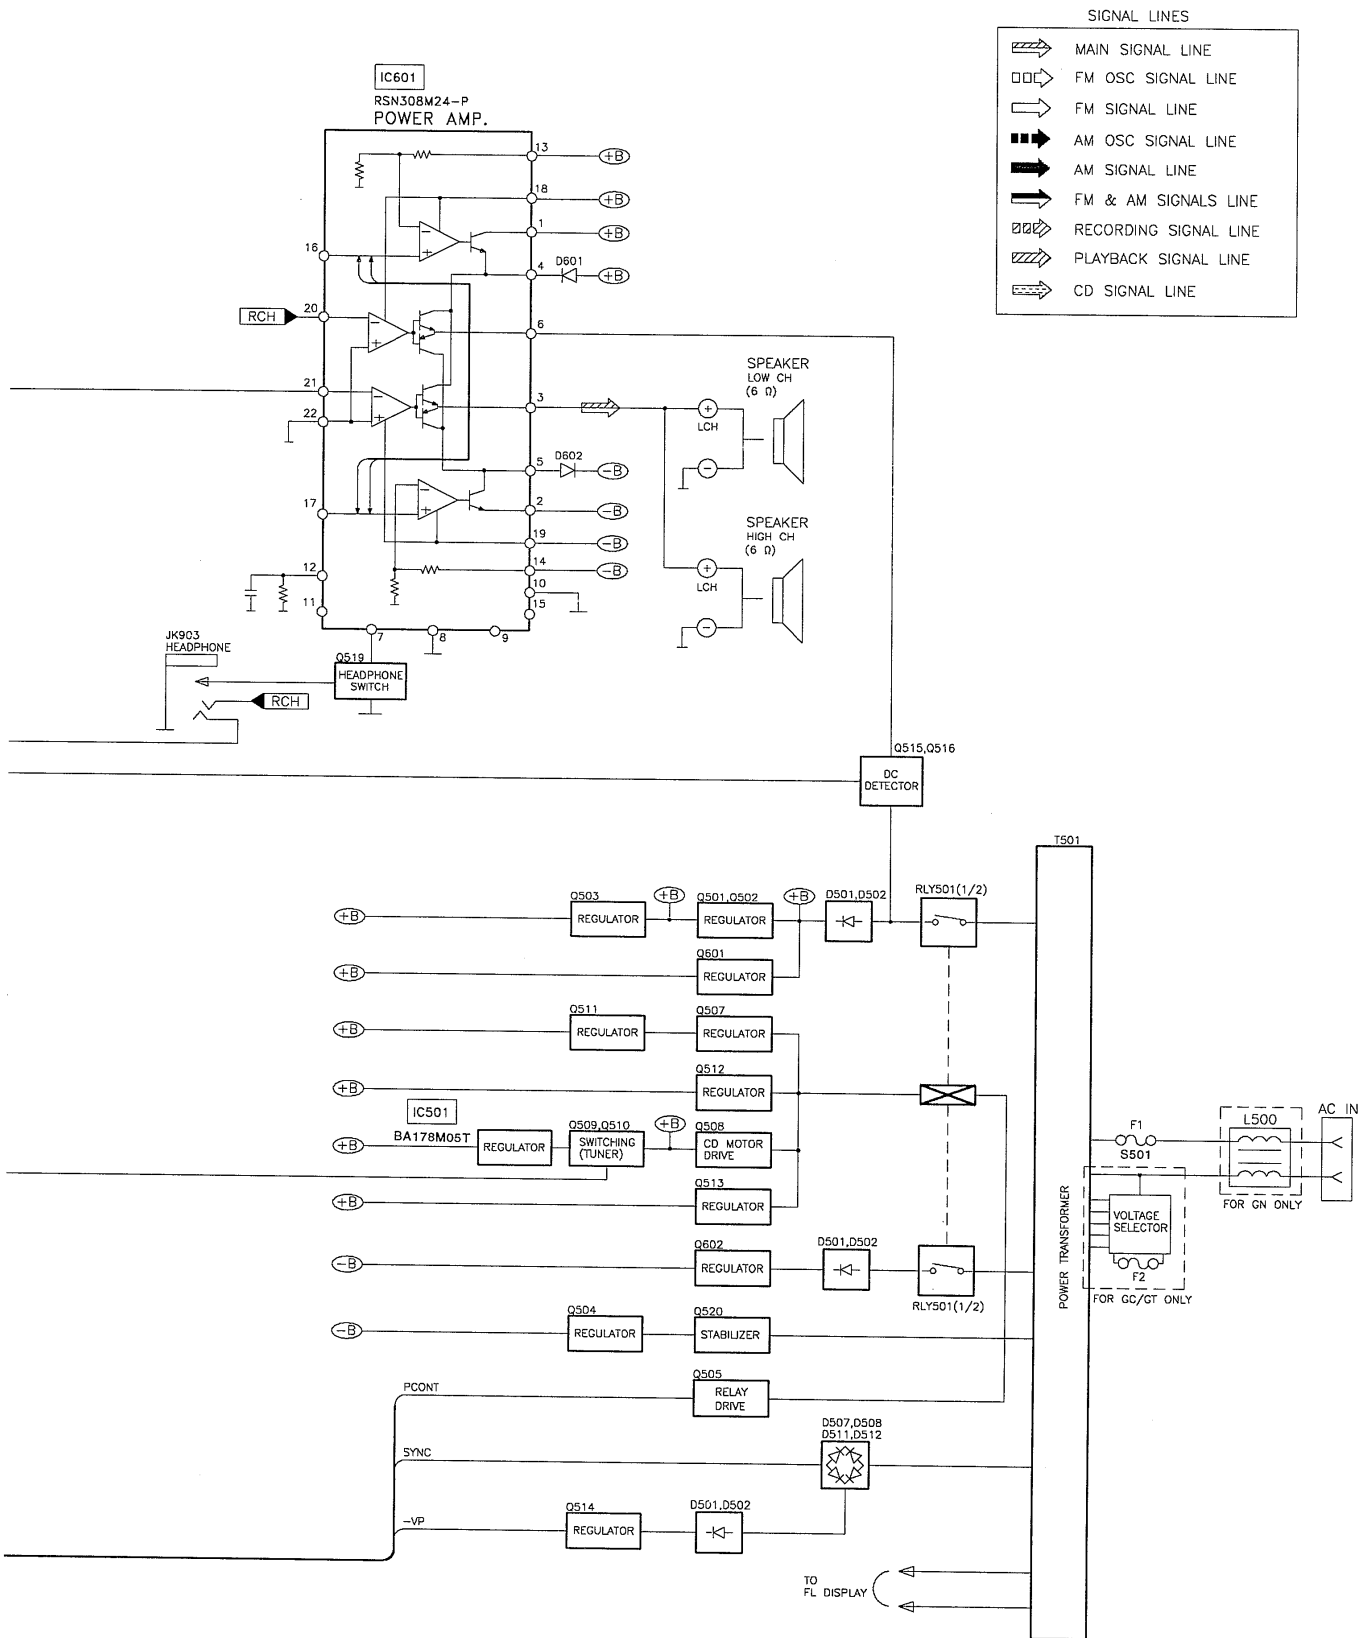 SIGNAL LINES
MAIN SIGNAL LINE
FM OSC SIGNAL LINE
FM SIGNAL LINE
AM OSC SIGNAL LINE
AM SIGNAL LINE
FM & AM SIGNALS LINE
RECORDING SIGNAL LINE
PLAYBACK SIGNAL LINE
CD SIGNAL LINE
IC601
RSN308M24-P
POWER AMP.
13
+B
18
+B
1
+B
16
4
D601
+B
RCH
20
6
21
3
22
SPEAKER
LOW CH
(6 Ω)
+
LCH
−
5
D602
−B
17
2
−B
19
−B
14
−B
12
10
11
15
7
8
9
SPEAKER
HIGH CH
(6 Ω)
+
LCH
−
JK903
HEADPHONE
Q519
HEADPHONE
SWITCH
RCH
Q515,Q516
DC
DETECTOR
T501
POWER TRANSFORMER
+B
Q503
REGULATOR
+B
Q501,Q502
REGULATOR
+B
D501,D502
RLY501(1/2)
+B
Q601
REGULATOR
+B
Q511
REGULATOR
Q507
REGULATOR
+B
Q512
REGULATOR
IC501
BA178M05T
+B
REGULATOR
Q509,Q510
SWITCHING
(TUNER)
+B
Q508
CD MOTOR
DRIVE
+B
Q513
REGULATOR
−B
Q602
REGULATOR
D501,D502
RLY501(1/2)
−B
Q504
REGULATOR
Q520
STABILIZER
PCONT
Q505
RELAY
DRIVE
SYNC
D507,D508
D511,D512
−VP
Q514
REGULATOR
D501,D502
TO
FL DISPLAY
F1
S501
L500
AC IN
FOR GN ONLY
VOLTAGE
SELECTOR
F2
FOR GC/GT ONLY